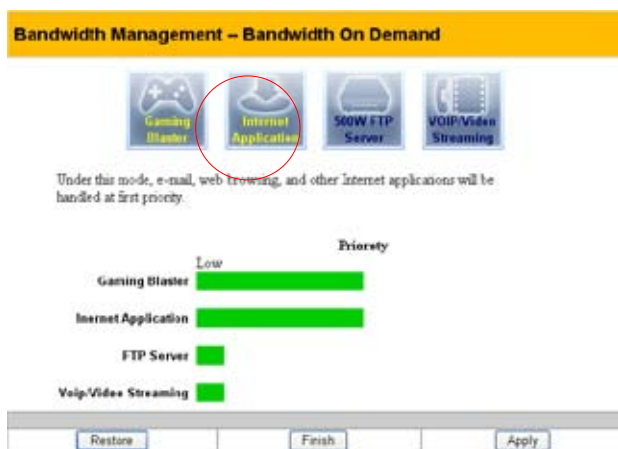 Bandwidth Management – Bandwidth On Demand
Gaming Blaster
Internet Application
500W FTP Server
VOIP/Video Streaming
Under this mode, e-mail, web browsing, and other Internet applications will be
handled at first priority.
Priorety
Low
Gaming Blaster
Inernet Application
FTP Server
Voip/Video Streaming
Restore
Finish
Apply